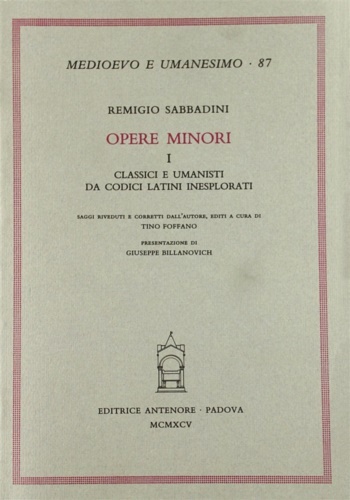 MEDIOEVO E UMANESIMO · 87
REMIGIO SABBADINI
OPERE MINORI
I
CLASSICI E UMANISTI
DA CODICI LATINI INESPLORATI
SAGGI RIVEDUTI E CORRETTI DALL'AUTORE, EDITI A CURA DI
TINO FOFFANO
PRESENTAZIONE DI
GIUSEPPE BILLANOVICH
EDITRICE ANTENORE · PADOVA
MCMXCV